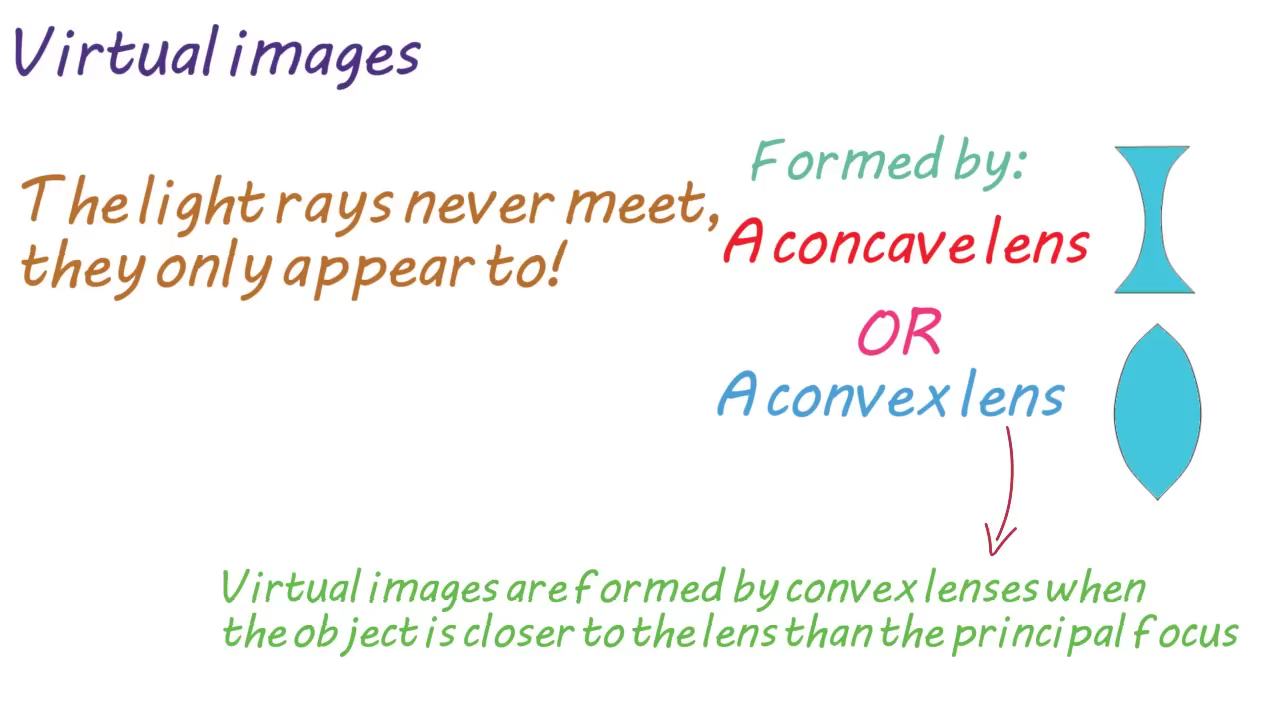 Virtual images
The light rays never meet,
they only appear to!
Formed by:
A concave lens
OR
A convex lens
Virtual images are formed by convex lenses when
the object is closer to the lens than the principal focus